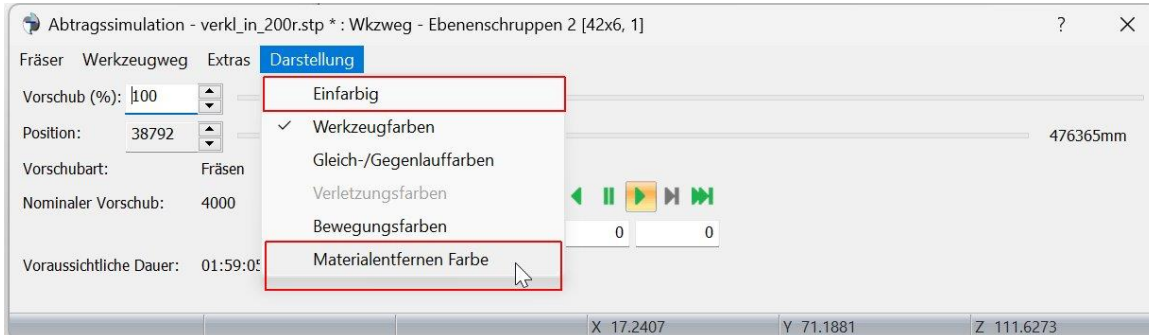 Abtragssimulation - verkl_in_200r.stp * : Wkzweg - Ebenenschruppen 2 [42x6, 1] ?
Fräser Werkzeugweg Extras Darstellung
Vorschub (%): 100
Einfarbig
Position: 38792
✓ Werkzeugfarben
476365mm
Gleich-/Gegenlauffarben
Vorschubart: Fräsen
Verletzungsfarben
Nominaler Vorschub: 4000
Bewegungsfarben
0 0
Voraussichtliche Dauer: 01:59:05
Materialentfernen Farbe
X 17.2407 Y 71.1881 Z 111.6273